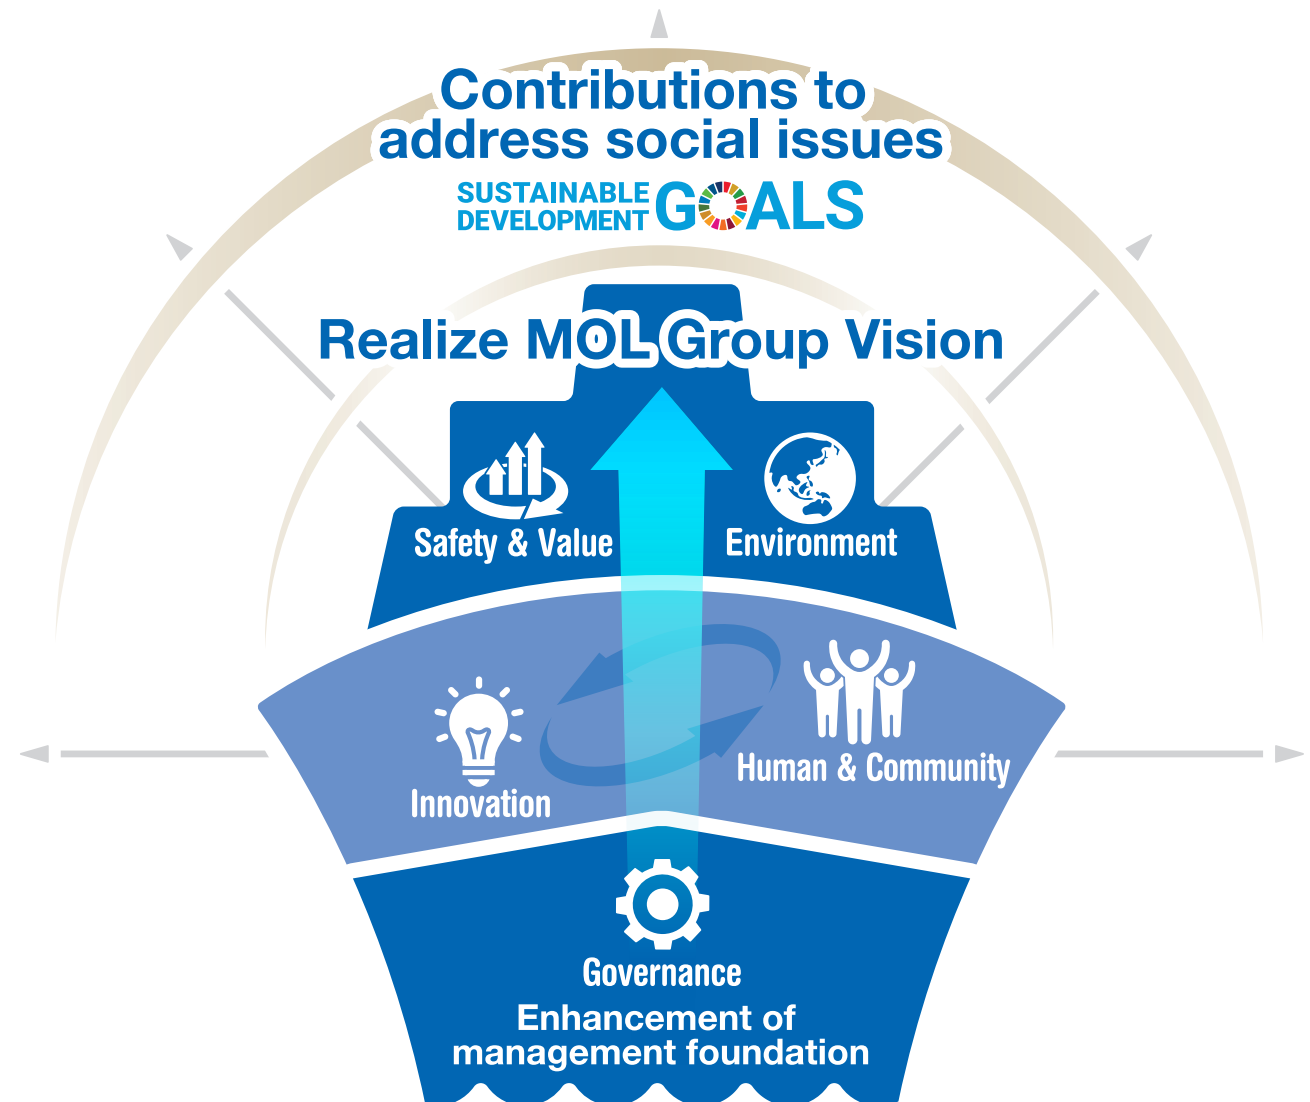 Contributions to
address social issues
SUSTAINABLE
DEVELOPMENT
GOALS
Realize MOL Group Vision
Safety & Value
Environment
Innovation
Human & Community
Governance
Enhancement of
management foundation